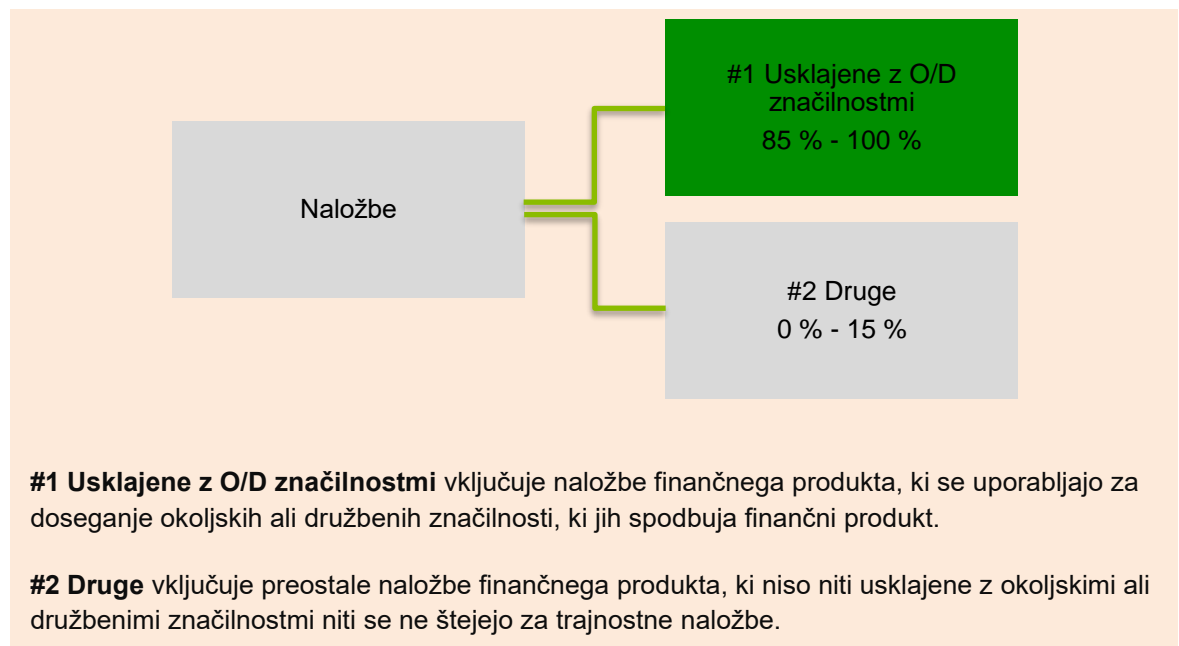 #1 Usklajene z O/D
značilnostmi
85 % - 100 %
Naložbe
#2 Druge
0 % - 15 %
#1 Usklajene z O/D značilnostmi vključuje naložbe finančnega produkta, ki se uporabljajo za
doseganje okoljskih ali družbenih značilnosti, ki jih spodbuja finančni produkt.
#2 Druge vključuje preostale naložbe finančnega produkta, ki niso niti usklajene z okoljskimi ali
družbenimi značilnostmi niti se ne štejejo za trajnostne naložbe.